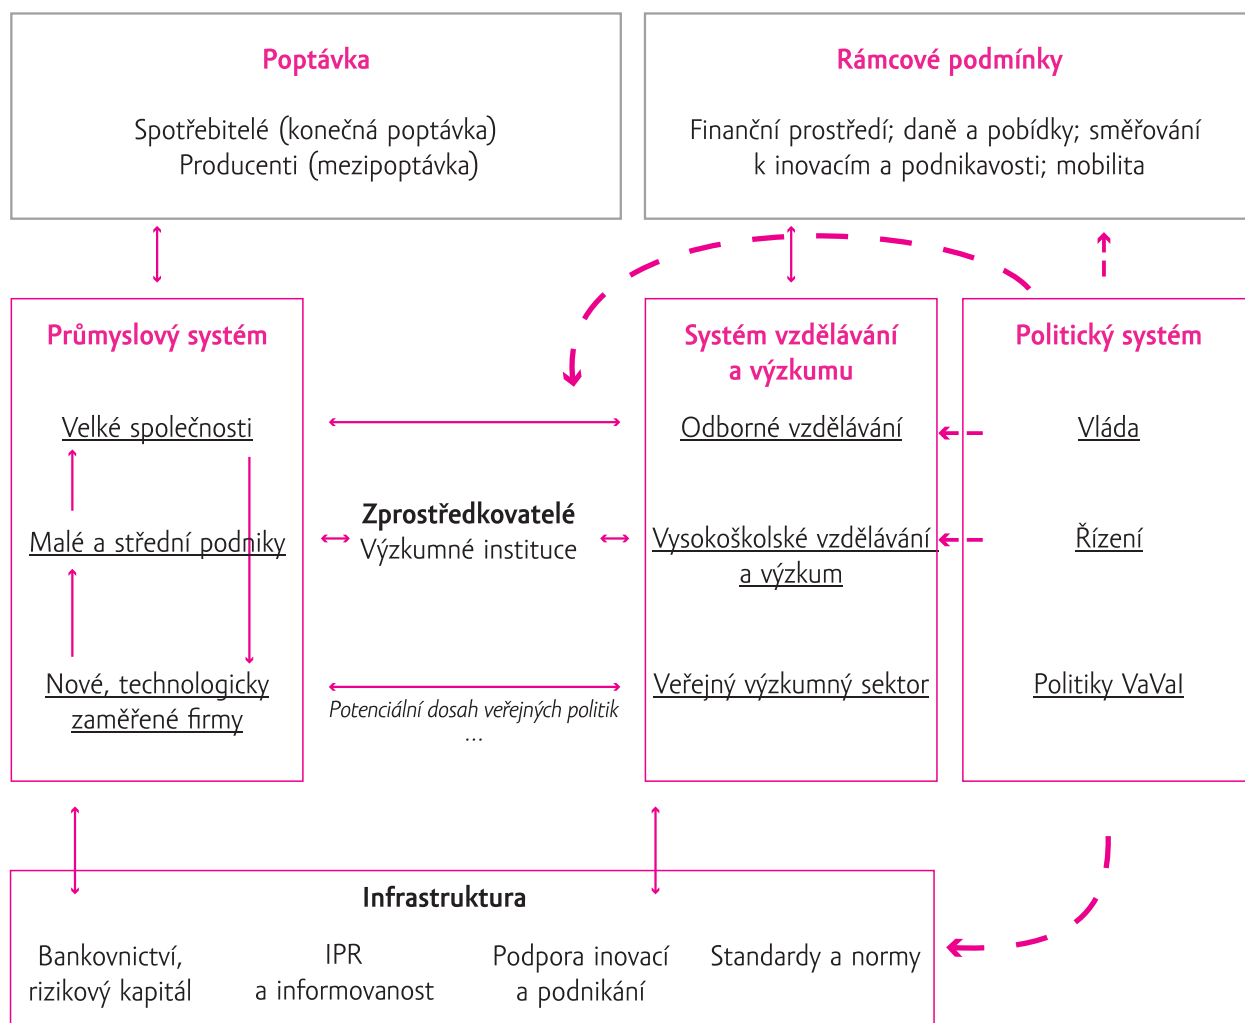 Poptávka
Spotřebitelé (konečná poptávka)
Producenti (mezipoptávka)
Rámcové podmínky
Finanční prostředí; daně a pobídky; směřování
k inovacím a podnikavosti; mobilita
Průmyslový systém
Velké společnosti
Malé a střední podniky
Nové, technologicky
zaměřené firmy
Zprostředkovatelé
Výzkumné instituce
Potenciální dosah veřejných politik
...
Systém vzdělávání
a výzkumu
Odborné vzdělávání
Vysokoškolské vzdělávání
a výzkum
Veřejný výzkumný sektor
Politický systém
Vláda
Řízení
Politiky VaVaI
Infrastruktura
Bankovnictví,
rizikový kapitál
IPR
a informovanost
Podpora inovací
a podnikání
Standardy a normy